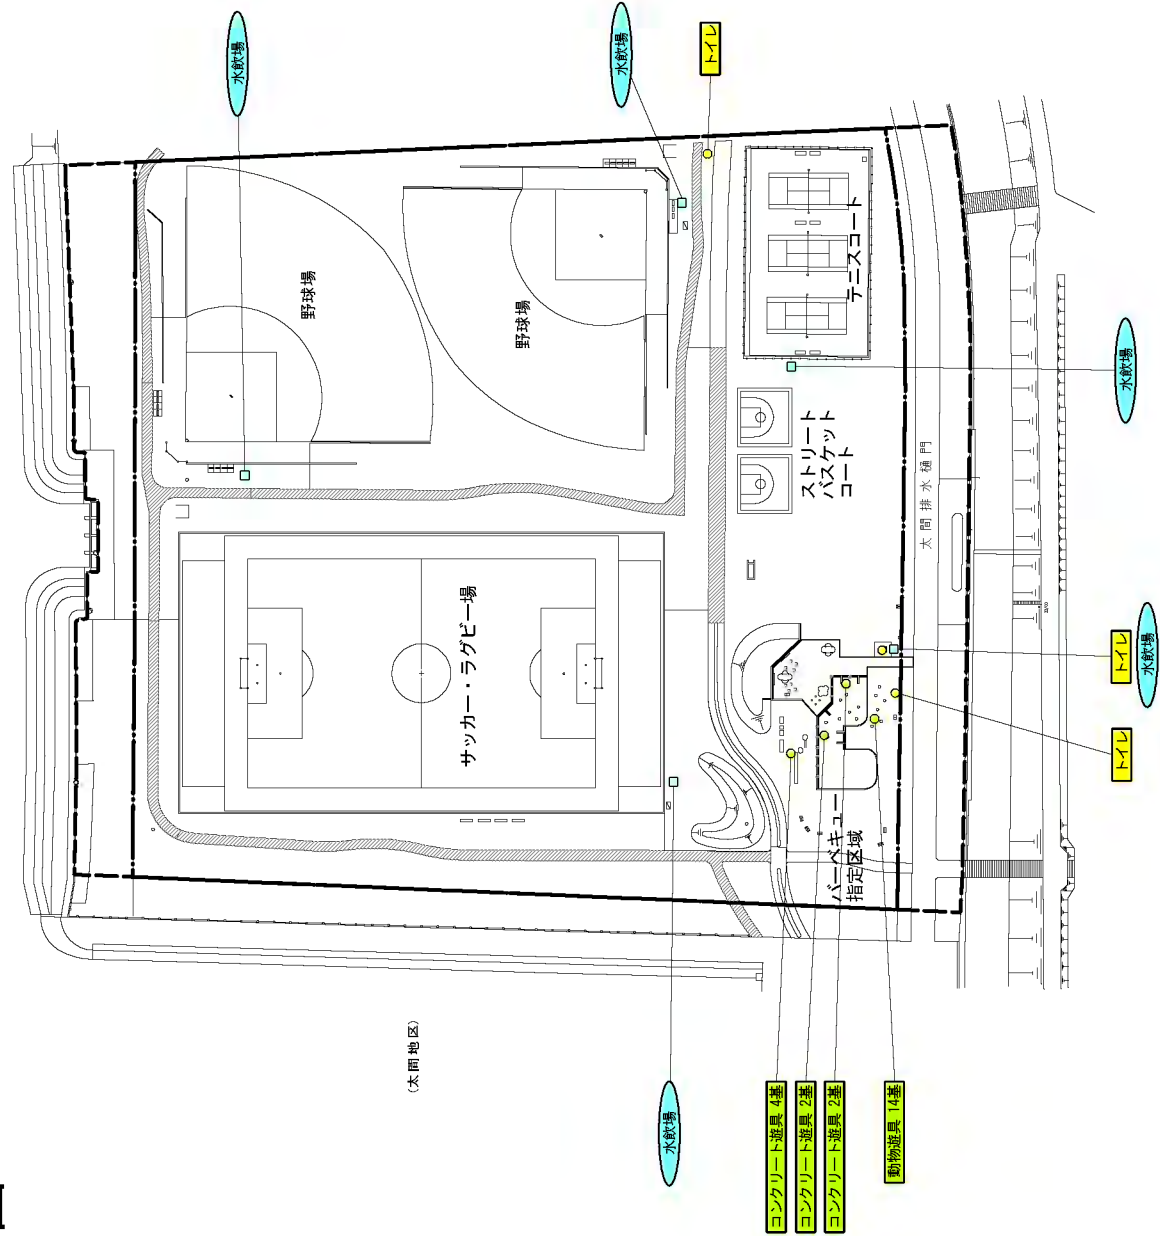 水飲場
水飲場
トイレ
野球場
野球場
テニスコート
水飲場
ストリート
バスケット
コート
太間排水樋門
サッカー・ラグビー場
トイレ
水飲場
トイレ
バーベキュー
指定区域
(太間地区)
水飲場
コンクリート遊具 4基
コンクリート遊具 2基
コンクリート遊具 2基
動物遊具 14基